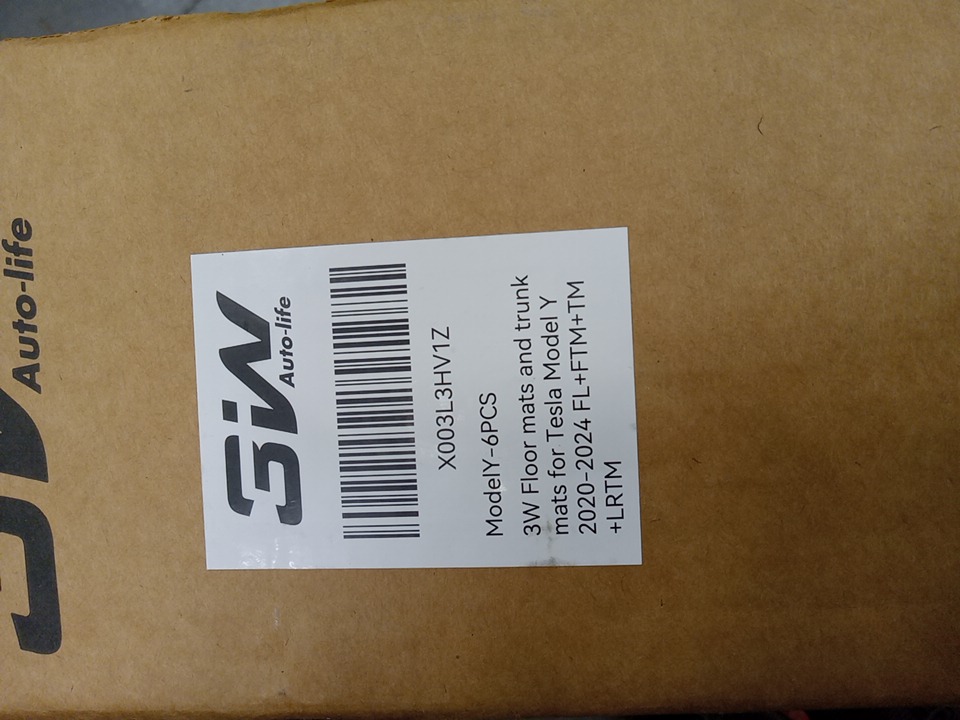 3W
Auto-life
3W
Auto-life
X003L3HV1Z
ModelY-6PCS
3W Floor mats and trunk
mats for Tesla Model Y
2020-2024 FL+FTM+TM
+LRTM